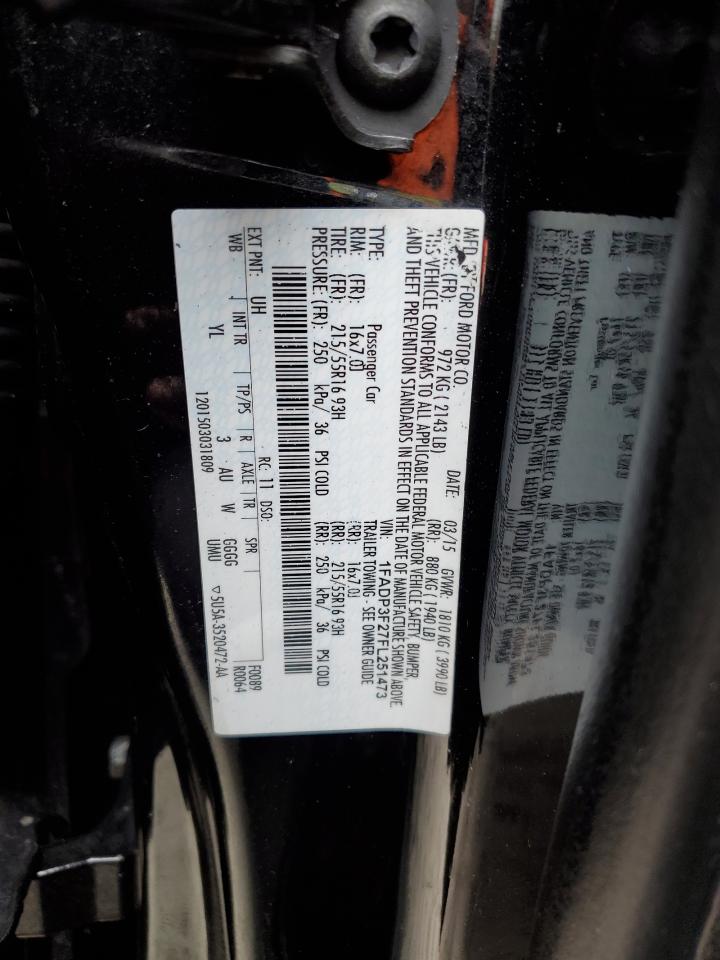 MFD. BY FORD MOTOR CO.
DATE: 03/15 GVWR: 1810 KG ( 3990 LB)
(FR): 972 KG ( 2143 LB) (RR): 880 KG ( 1940 LB)
THIS VEHICLE CONFORMS TO ALL APPLICABLE FEDERAL MOTOR VEHICLE SAFETY, BUMPER,
AND THEFT PREVENTION STANDARDS IN EFFECT ON THE DATE OF MANUFACTURE SHOWN ABOVE.
VIN: 1FADP3F27FL251473
TYPE: Passenger Car TRAILER TOWING - SEE OWNER GUIDE
RIM: (FR): 16x7.0J (RR): 16x7.0J
TIRE: (FR): 215/55R16 93H (RR): 215/55R16 93H
PRESSURE: (FR): 250 kPa/ 36 PSI COLD (RR): 250 kPa/ 36 PSI COLD
EXT PNT: UH RC: 11 DSO: F0089
WB INT TR TP/PS R AXLE TR SPR R0064
YL 3 AU W GGGG
UMU
1201503031809 ▽ 5U5A-3520472-AA